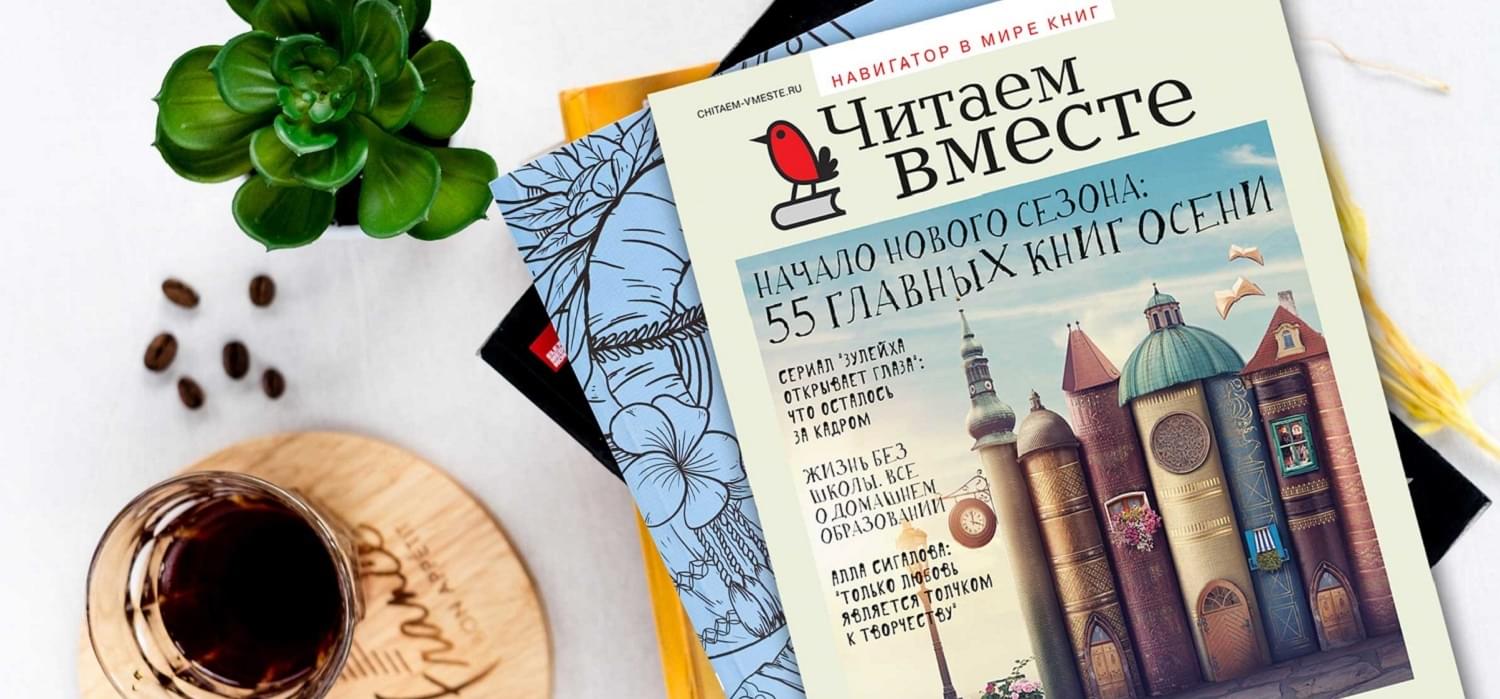 НАВИГАТОР В МИРЕ КНИГ
CHITAEM-VMESTE.RU
Читаем
вместе
НАЧАЛО НОВОГО СЕЗОНА:
55 ГЛАВНЫХ КНИГ ОСЕНИ
СЕРИАЛ "ЗУЛЕЙХА
ОТКРЫВАЕТ ГЛАЗА":
ЧТО ОСТАЛОСЬ
ЗА КАДРОМ
ЖИЗНЬ БЕЗ
ШКОЛЫ. ВСЕ
О ДОМАШНЕМ
ОБРАЗОВАНИИ
АЛЛА СИГАЛОВА:
"ТОЛЬКО ЛЮБОВЬ
ЯВЛЯЕТСЯ ТОЛЧКОМ
К ТВОРЧЕСТВУ"
BON APPETIT